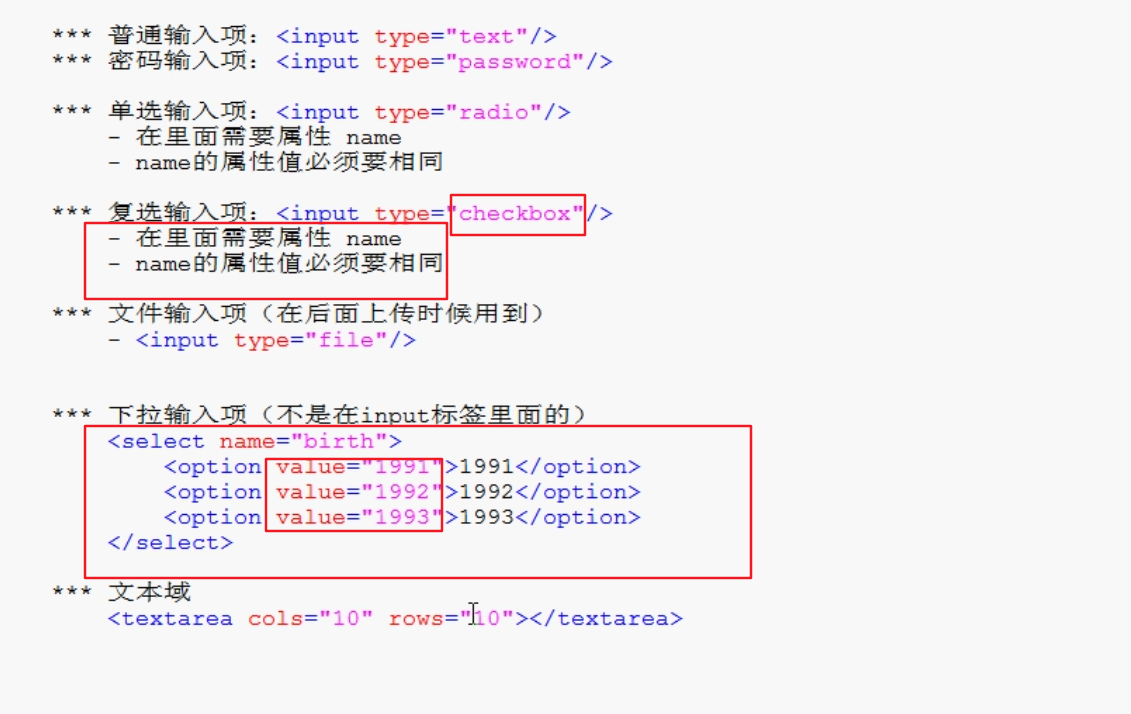 *** 普通输入项：<input type="text"/>
*** 密码输入项：<input type="password"/>
*** 单选输入项：<input type="radio"/>
- 在里面需要属性 name
- name的属性值必须要相同
*** 复选输入项：<input type="checkbox"/>
- 在里面需要属性 name
- name的属性值必须要相同
*** 文件输入项（在后面上传时候用到）
- <input type="file"/>
*** 下拉输入项（不是在input标签里面的）
<select name="birth">
<option value="1991">1991</option>
<option value="1992">1992</option>
<option value="1993">1993</option>
</select>
*** 文本域
<textarea cols="10" rows="10"></textarea>